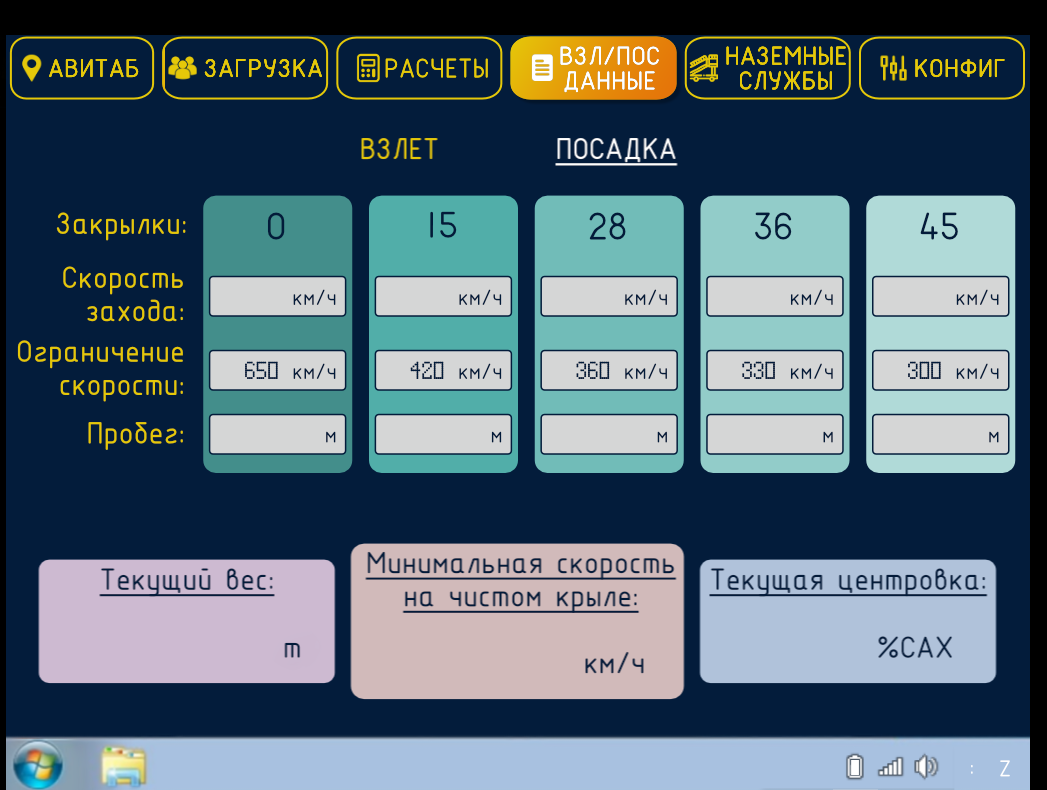 АВИТАБ ЗАГРУЗКА РАСЧЕТЫ ВЗЛ/ПОС ДАННЫЕ НАЗЕМНЫЕ СЛУЖБЫ КОНФИГ
ВЗЛЕТ ПОСАДКА
Закрылки: 0 15 28 36 45
Скорость
захода: км/ч км/ч км/ч км/ч км/ч
Ограничение
скорости: 650 км/ч 420 км/ч 360 км/ч 330 км/ч 300 км/ч
Пробег: м м м м м
Текущий вес:
т
Минимальная скорость
на чистом крыле:
км/ч
Текущая центровка:
%САХ
: Z